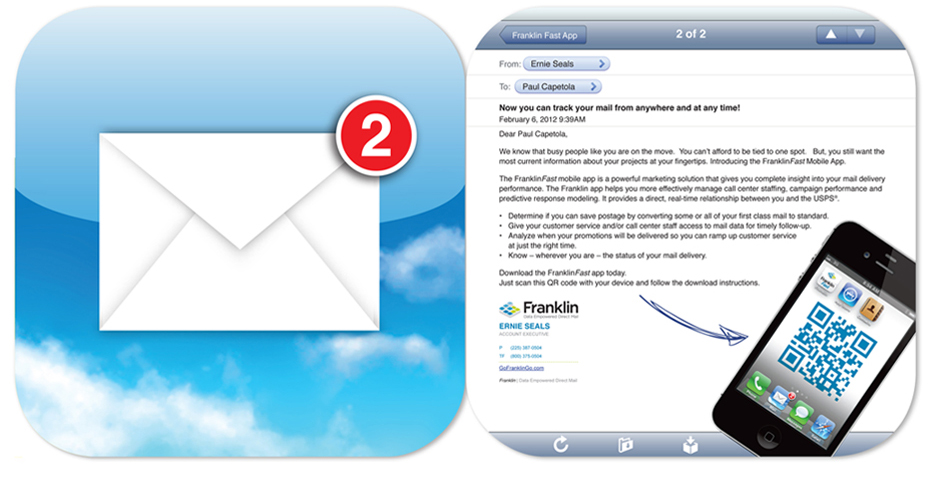 2
Franklin Fast App
2 of 2
From: Ernie Seals
To: Paul Capetola
Now you can track your mail from anywhere and at any time!
February 6, 2012 9:39AM
Dear Paul Capetola,
We know that busy people like you are on the move. You can't afford to be tied to one spot. But, you still want the
most current information about your projects at your fingertips. Introducing the FranklinFast Mobile App.
The FranklinFast mobile app is a powerful marketing solution that gives you complete insight into your mail delivery
performance. The Franklin app helps you more effectively manage call center staffing, campaign performance and
predictive response modeling. It provides a direct, real-time relationship between you and the USPS®.
• Determine if you can save postage by converting some or all of your first class mail to standard.
• Give your customer service and/or call center staff access to mail data for timely follow-up.
• Analyze when your promotions will be delivered so you can ramp up customer service
at just the right time.
• Know – wherever you are – the status of your mail delivery.
Download the FranklinFast app today.
Just scan this QR code with your device and follow the download instructions.
Franklin
Data Empowered Direct Mail
ERNIE SEALS
ACCOUNT EXECUTIVE
P (225) 387-0504
TF (800) 375-0504
GoFranklinGo.com
Franklin | Data Empowered Direct Mail